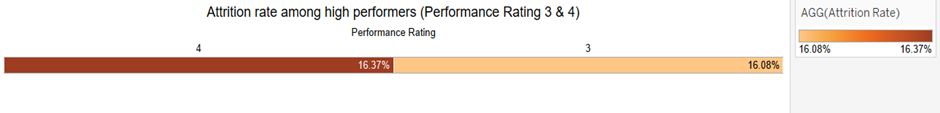 Attrition rate among high performers (Performance Rating 3 & 4)
Performance Rating
4 3
16.37% 16.08%
AGG(Attrition Rate)
16.08% 16.37%